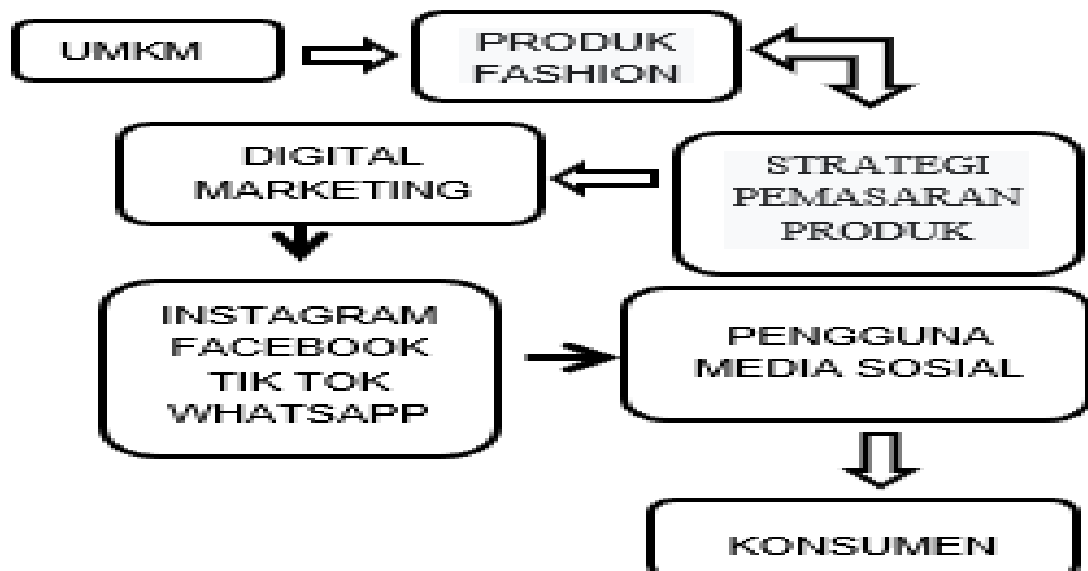 UMKM
PRODUK
FASHION
DIGITAL
MARKETING
STRATEGI
PEMASARAN
PRODUK
INSTAGRAM
FACEBOOK
TIK TOK
WHATSAPP
PENGGUNA
MEDIA SOSIAL
KONSUMEN